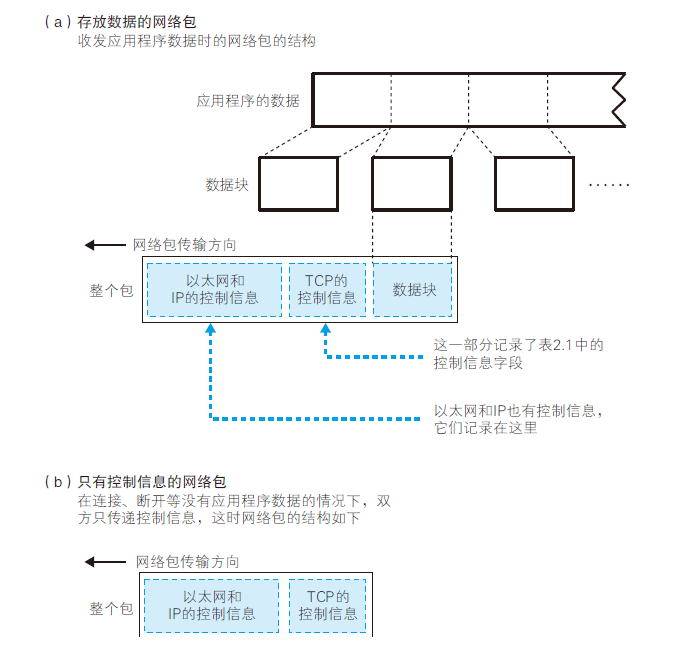 （a）存放数据的网络包
收发应用程序数据时的网络包的结构
应用程序的数据
数据块
……
网络包传输方向
整个包
以太网和
IP的控制信息
TCP的
控制信息
数据块
这一部分记录了表2.1中的
控制信息字段
以太网和IP也有控制信息，
它们记录在这里
（b）只有控制信息的网络包
在连接、断开等没有应用程序数据的情况下，双
方只传递控制信息，这时网络包的结构如下
网络包传输方向
整个包
以太网和
IP的控制信息
TCP的
控制信息